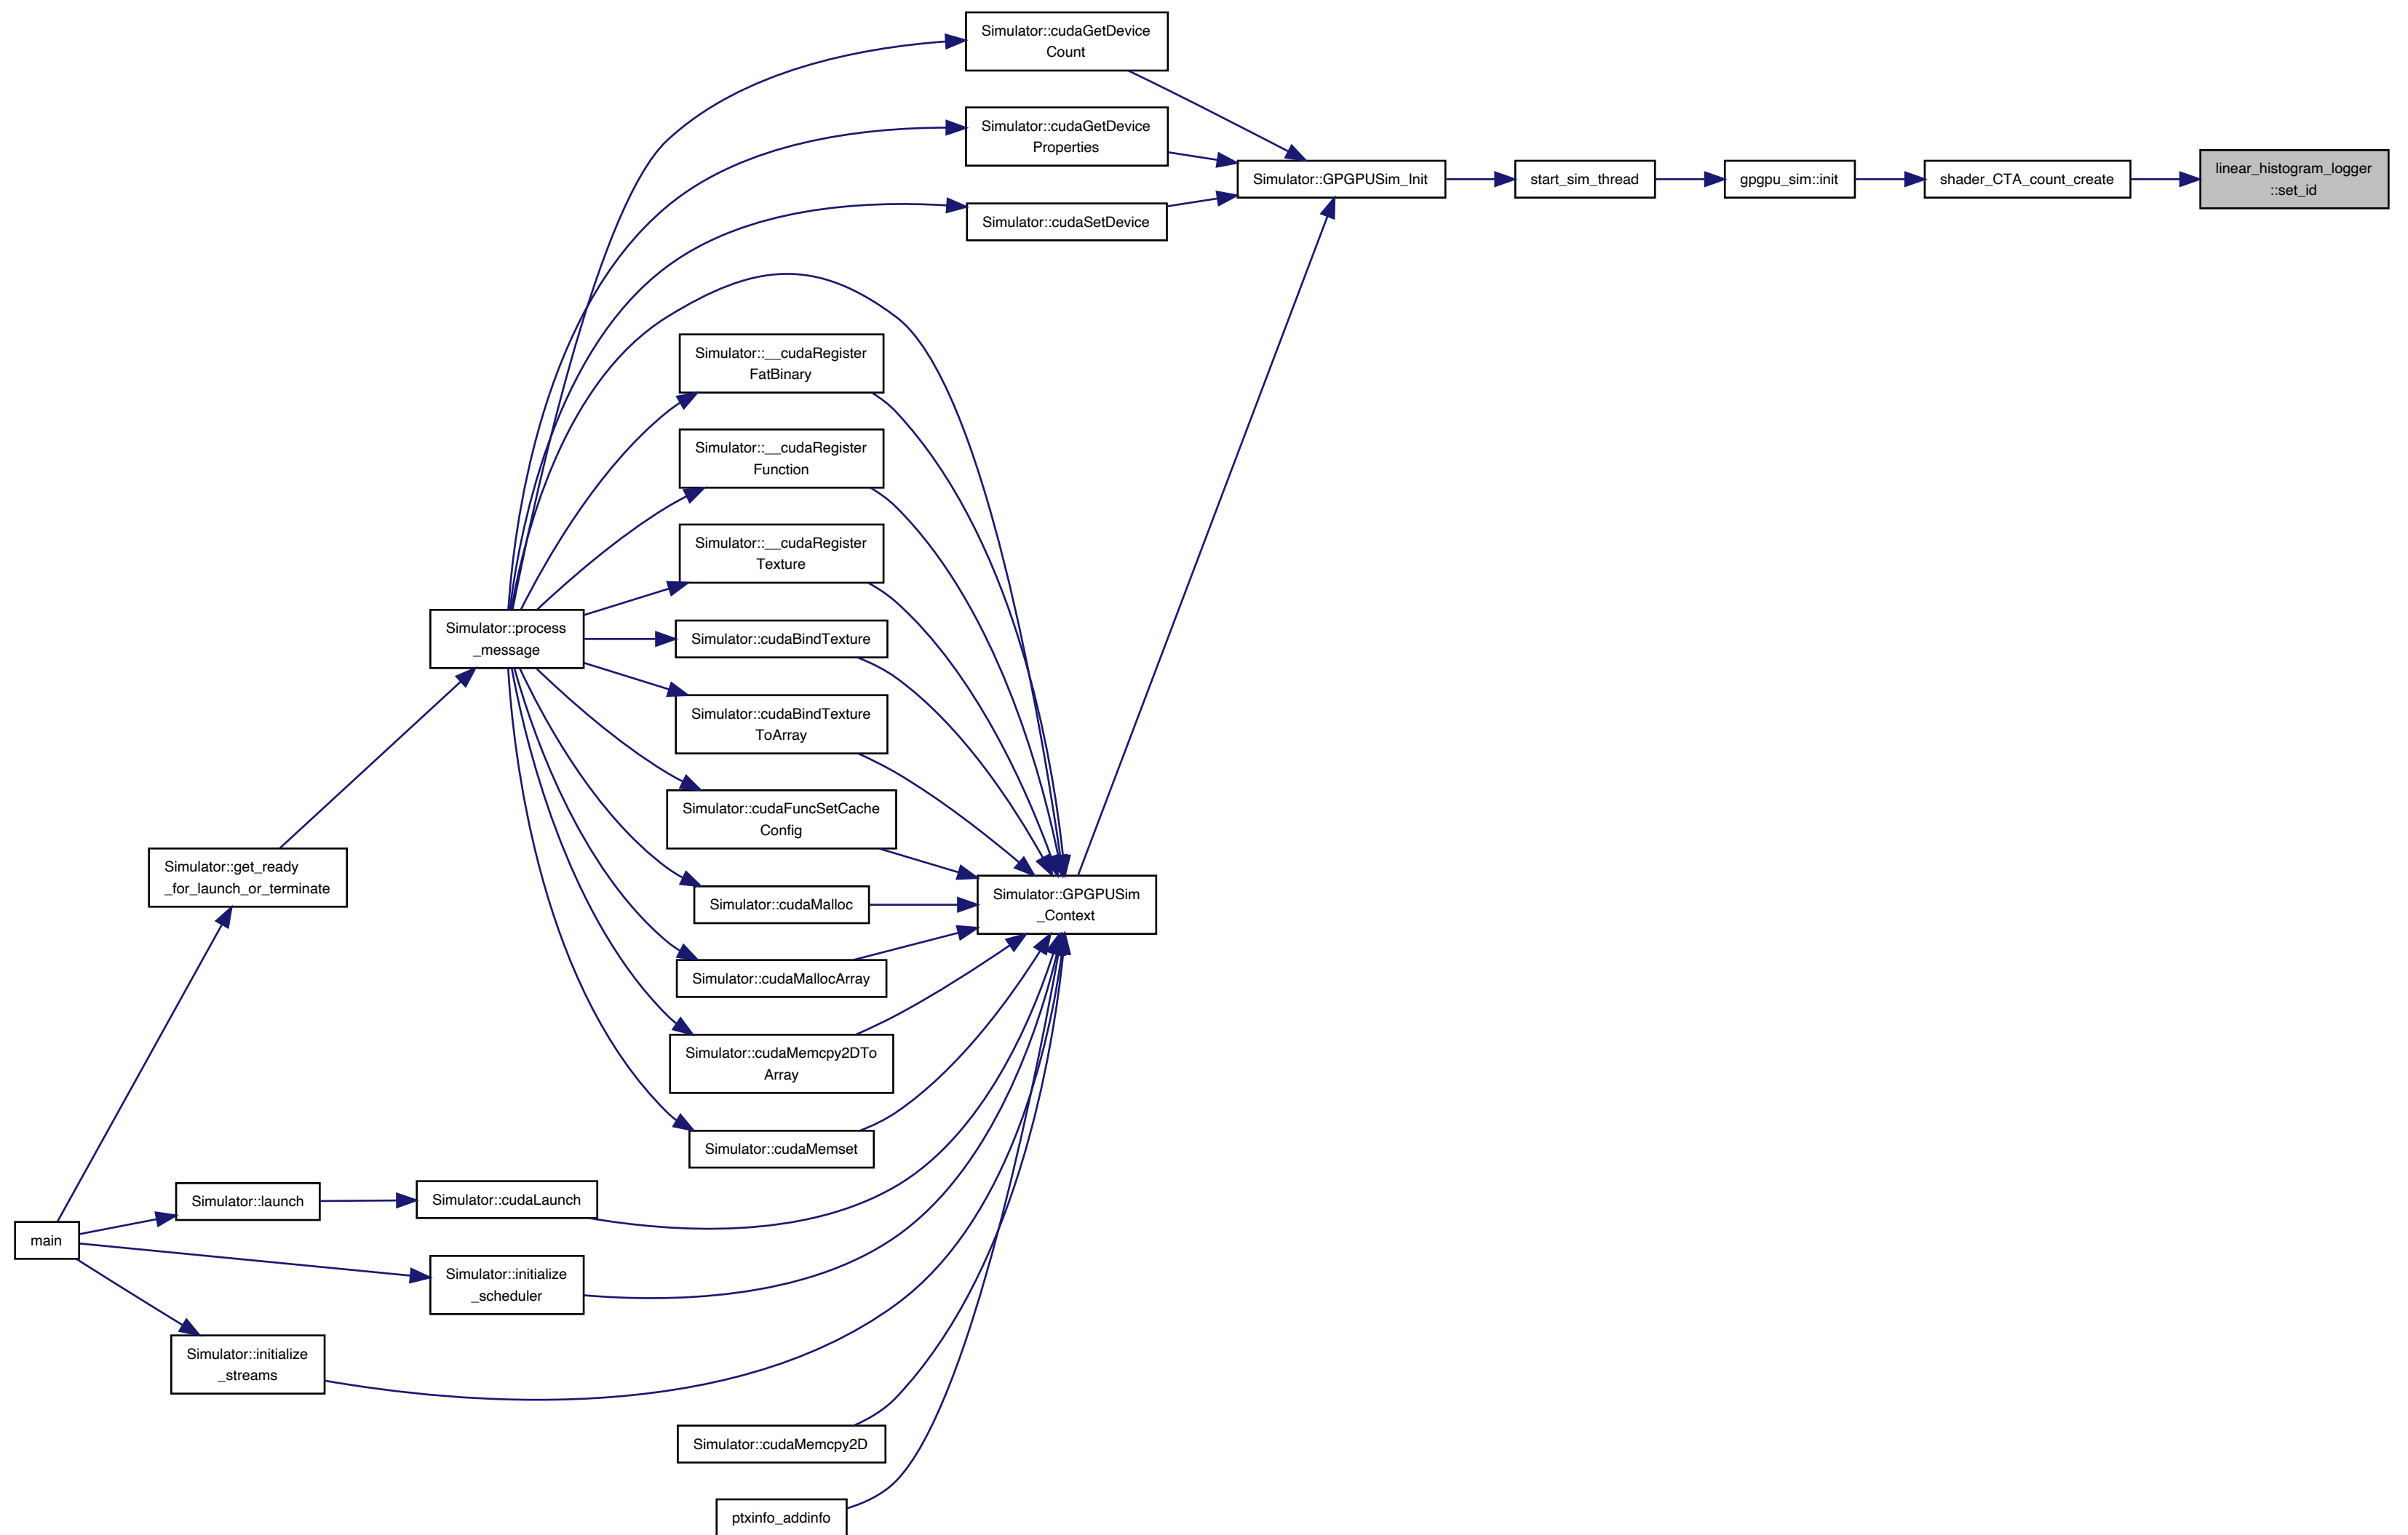 Simulator::cudaGetDevice
Count
Simulator::cudaGetDevice
Properties
Simulator::cudaSetDevice
Simulator::GPGPUSim_Init
start_sim_thread
gpgpu_sim::init
shader_CTA_count_create
linear_histogram_logger
::set_id
Simulator::__cudaRegister
FatBinary
Simulator::__cudaRegister
Function
Simulator::__cudaRegister
Texture
Simulator::process
_message
Simulator::cudaBindTexture
Simulator::cudaBindTexture
ToArray
Simulator::cudaFuncSetCache
Config
Simulator::get_ready
_for_launch_or_terminate
Simulator::cudaMalloc
Simulator::GPGPUSim
_Context
Simulator::cudaMallocArray
Simulator::cudaMemcpy2DTo
Array
Simulator::cudaMemset
Simulator::launch
Simulator::cudaLaunch
main
Simulator::initialize
_scheduler
Simulator::initialize
_streams
Simulator::cudaMemcpy2D
ptxinfo_addinfo